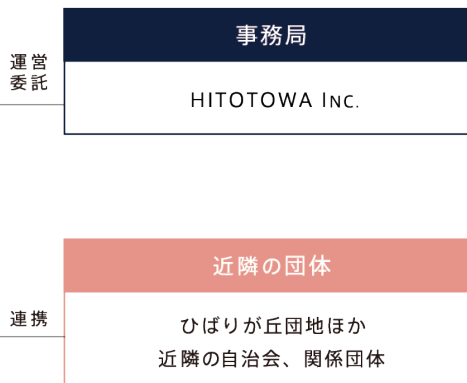 事務局
運営
委託
HITOTOWA INC.
近隣の団体
連携
ひばりが丘団地ほか
近隣の自治会、関係団体